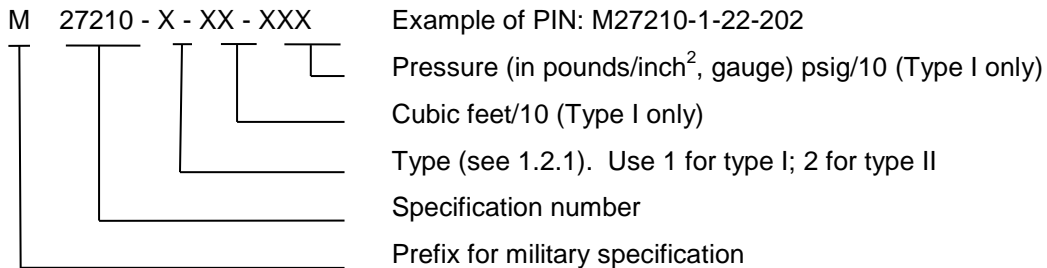 M 27210 - X - XX - XXX Example of PIN: M27210-1-22-202
Pressure (in pounds/inch², gauge) psig/10 (Type I only)
Cubic feet/10 (Type I only)
Type (see 1.2.1). Use 1 for type I; 2 for type II
Specification number
Prefix for military specification